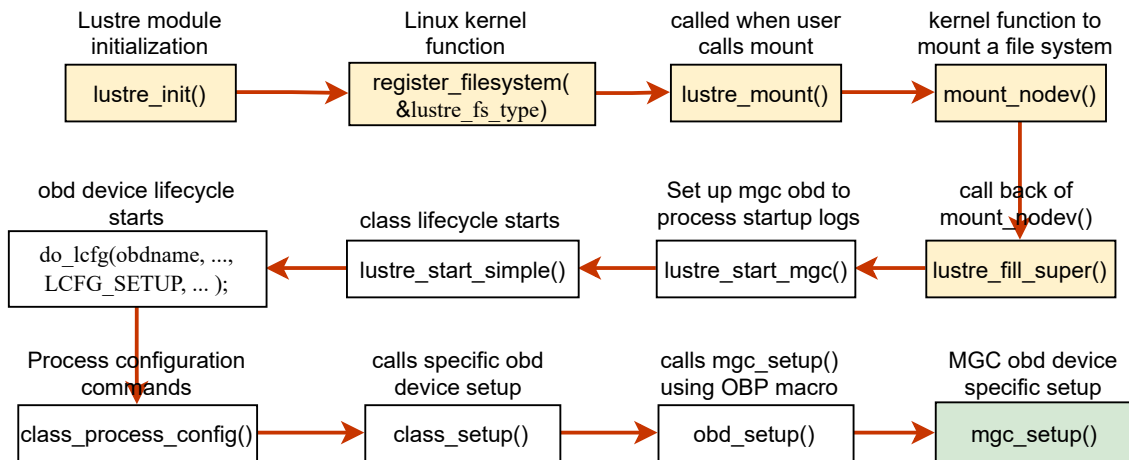 Lustre module
initialization
lustre_init()
Linux kernel
function
register_filesystem(
&lustre_fs_type)
called when user
calls mount
lustre_mount()
kernel function to
mount a file system
mount_nodev()
obd device lifecycle
starts
do_lcfg(obdname, ...,
LCFG_SETUP, ... );
class lifecycle starts
lustre_start_simple()
Set up mgc obd to
process startup logs
lustre_start_mgc()
call back of
mount_nodev()
lustre_fill_super()
Process configuration
commands
class_process_config()
calls specific obd
device setup
class_setup()
calls mgc_setup()
using OBP macro
obd_setup()
MGC obd device
specific setup
mgc_setup()